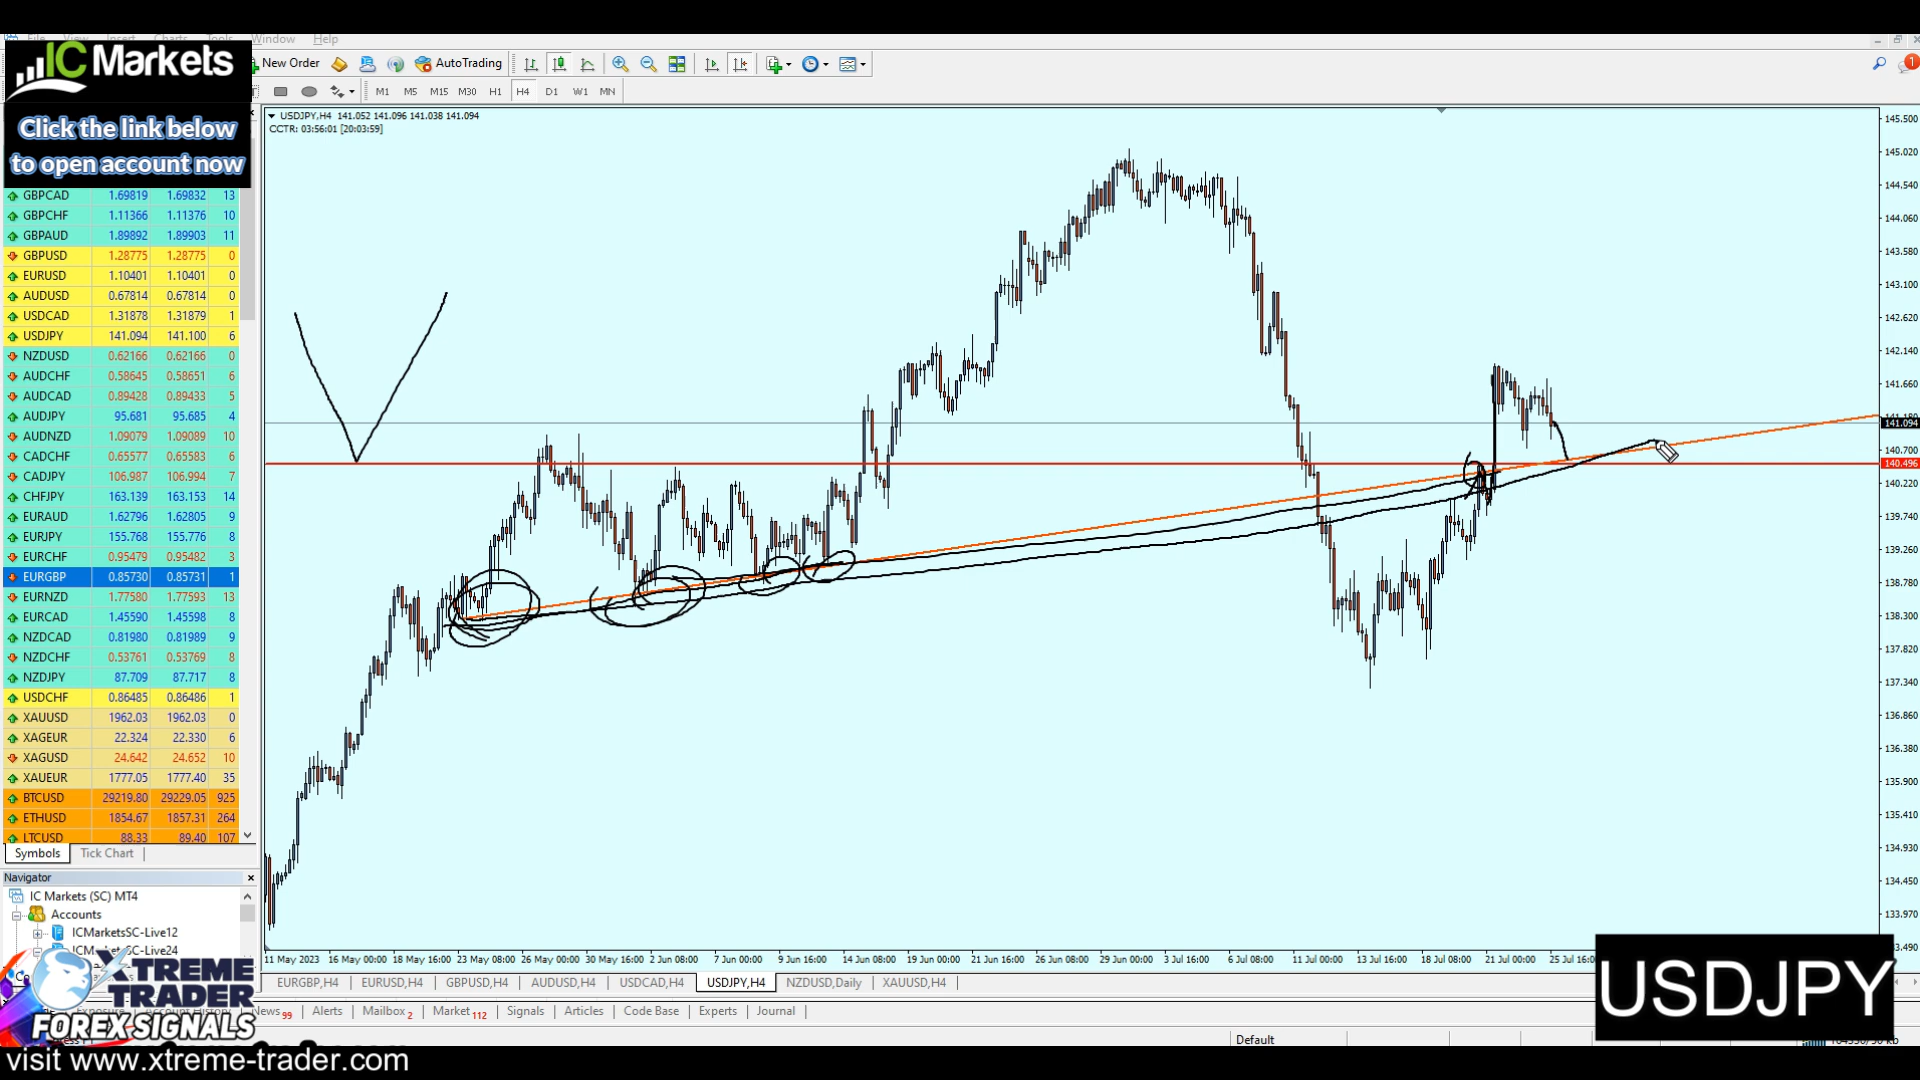 File View Insert Charts Tools Window Help
IC Markets
Click the link below
to open account now
New Order AutoTrading
M1 M5 M15 M30 H1 H4 D1 W1 MN
1
USDJPY,H4 141.052 141.096 141.038 141.094
CCTR: 03:56:01 [20:03:59]
GBPCAD 1.69819 1.69832 13
GBPCHF 1.11366 1.11376 10
GBPAUD 1.89892 1.89903 11
GBPUSD 1.28775 1.28775 0
EURUSD 1.10401 1.10401 0
AUDUSD 0.67814 0.67814 0
USDCAD 1.31878 1.31879 1
USDJPY 141.094 141.100 6
NZDUSD 0.62166 0.62166 0
AUDCHF 0.58645 0.58651 6
AUDCAD 0.89428 0.89433 5
AUDJPY 95.681 95.685 4
AUDNZD 1.09079 1.09089 10
CADCHF 0.65577 0.65583 6
CADJPY 106.987 106.994 7
CHFJPY 163.139 163.153 14
EURAUD 1.62796 1.62805 9
EURJPY 155.768 155.776 8
EURCHF 0.95479 0.95482 3
EURGBP 0.85730 0.85731 1
EURNZD 1.77580 1.77593 13
EURCAD 1.45590 1.45598 8
NZDCAD 0.81980 0.81989 9
NZDCHF 0.53761 0.53769 8
NZDJPY 87.709 87.717 8
USDCHF 0.86485 0.86486 1
XAUUSD 1962.03 1962.03 0
XAGEUR 22.324 22.330 6
XAGUSD 24.642 24.652 10
XAUEUR 1777.05 1777.40 35
BTCUSD 29219.80 29229.05 925
ETHUSD 1854.67 1857.31 264
LTCUSD 88.33 89.40 107
Symbols Tick Chart
Navigator
IC Markets (SC) MT4
Accounts
ICMarketsSC-Live12
145.500
145.020
144.540
144.060
143.580
143.100
142.620
142.140
141.660
141.180
141.094
140.700
140.496
140.220
139.740
139.260
138.780
138.300
137.820
137.340
136.860
136.380
135.900
135.410
134.930
134.450
133.970
11 May 2023 16 May 00:00 18 May 16:00 23 May 08:00 26 May 00:00 30 May 16:00 2 Jun 08:00 7 Jun 00:00 9 Jun 16:00 14 Jun 08:00 19 Jun 00:00 21 Jun 16:00 26 Jun 08:00 29 Jun 00:00 3 Jul 16:00 6 Jul 08:00 11 Jul 00:00 13 Jul 16:00 18 Jul 08:00 21 Jul 00:00
EURGBP,H4 EURUSD,H4 GBPUSD,H4 AUDUSD,H4 USDCAD,H4 USDJPY,H4 NZDUSD,Daily XAUUSD,H4
News 99 Alerts Mailbox 2 Market 112 Signals Articles Code Base Experts Journal
Default
USDJPY
XTREME
TRADER
FOREX SIGNALS
visit www.xtreme-trader.com